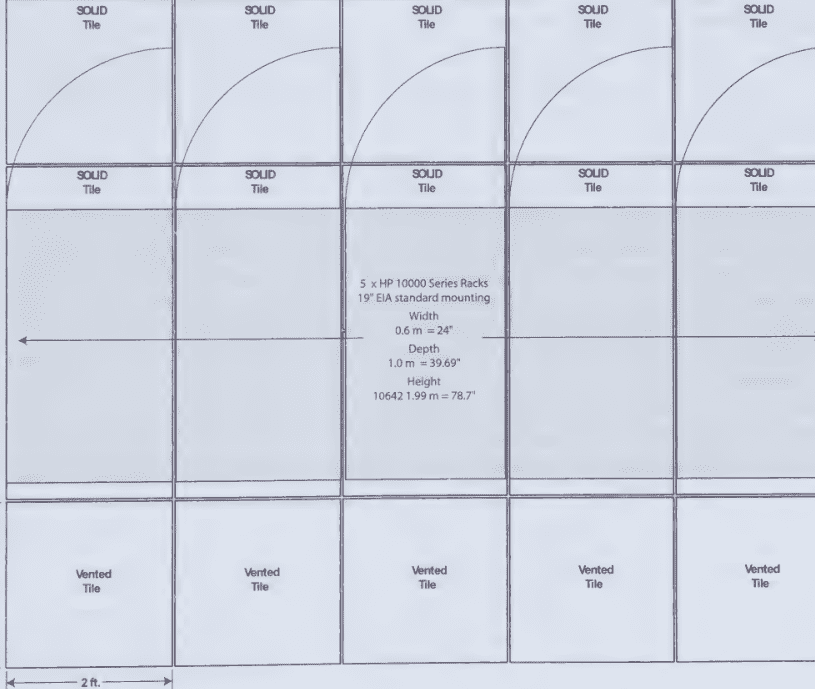 SOLID
Tile
SOLID
Tile
SOLID
Tile
SOLID
Tile
SOLID
Tile
SOLID
Tile
SOLID
Tile
SOLID
Tile
SOLID
Tile
SOLID
Tile
5 x HP 10000 Series Racks
19" EIA standard mounting
Width
0.6 m = 24"
Depth
1.0 m = 39.69"
Height
10642 1.99 m = 78.7"
Vented
Tile
Vented
Tile
Vented
Tile
Vented
Tile
Vented
Tile
2 ft.